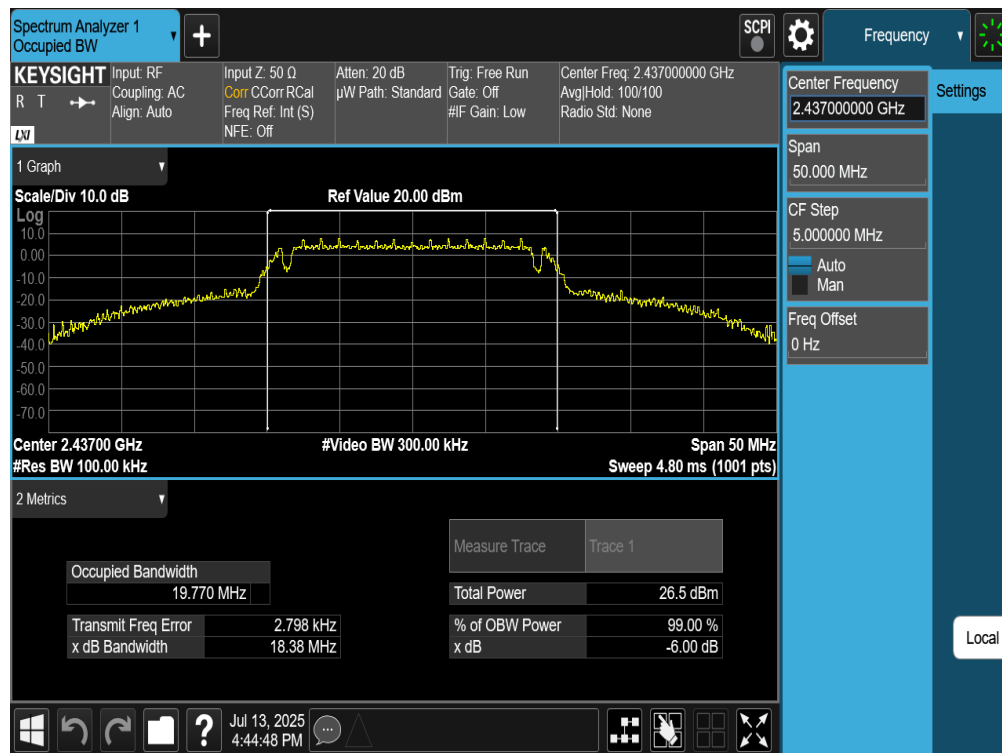 Spectrum Analyzer 1
Occupied BW
+
SCPI
Frequency
KEYSIGHT
R T
LXI
Input: RF
Coupling: AC
Align: Auto
Input Z: 50 Ω
Corr CCorr RCal
Freq Ref: Int (S)
NFE: Off
Atten: 20 dB
µW Path: Standard
Trig: Free Run
Gate: Off
#IF Gain: Low
Center Freq: 2.437000000 GHz
Avg|Hold: 100/100
Radio Std: None
Center Frequency
2.437000000 GHz
Settings
Span
50.000 MHz
CF Step
5.000000 MHz
Auto
Man
Freq Offset
0 Hz
Local
1 Graph
Scale/Div 10.0 dB
Ref Value 20.00 dBm
Log
10.0
0.00
-10.0
-20.0
-30.0
-40.0
-50.0
-60.0
-70.0
Center 2.43700 GHz
#Video BW 300.00 kHz
Span 50 MHz
#Res BW 100.00 kHz
Sweep 4.80 ms (1001 pts)
2 Metrics
Measure Trace
Trace 1
Occupied Bandwidth
19.770 MHz
Total Power
26.5 dBm
Transmit Freq Error
2.798 kHz
% of OBW Power
99.00 %
x dB Bandwidth
18.38 MHz
x dB
-6.00 dB
?
Jul 13, 2025
4:44:48 PM